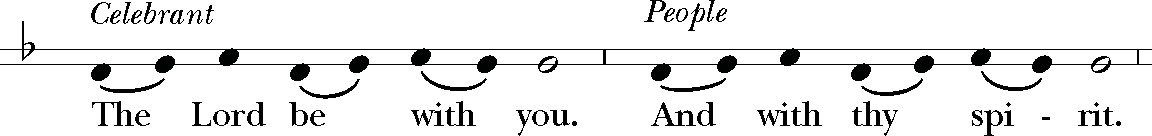 Celebrant People
The Lord be with you. And with thy spi - rit.